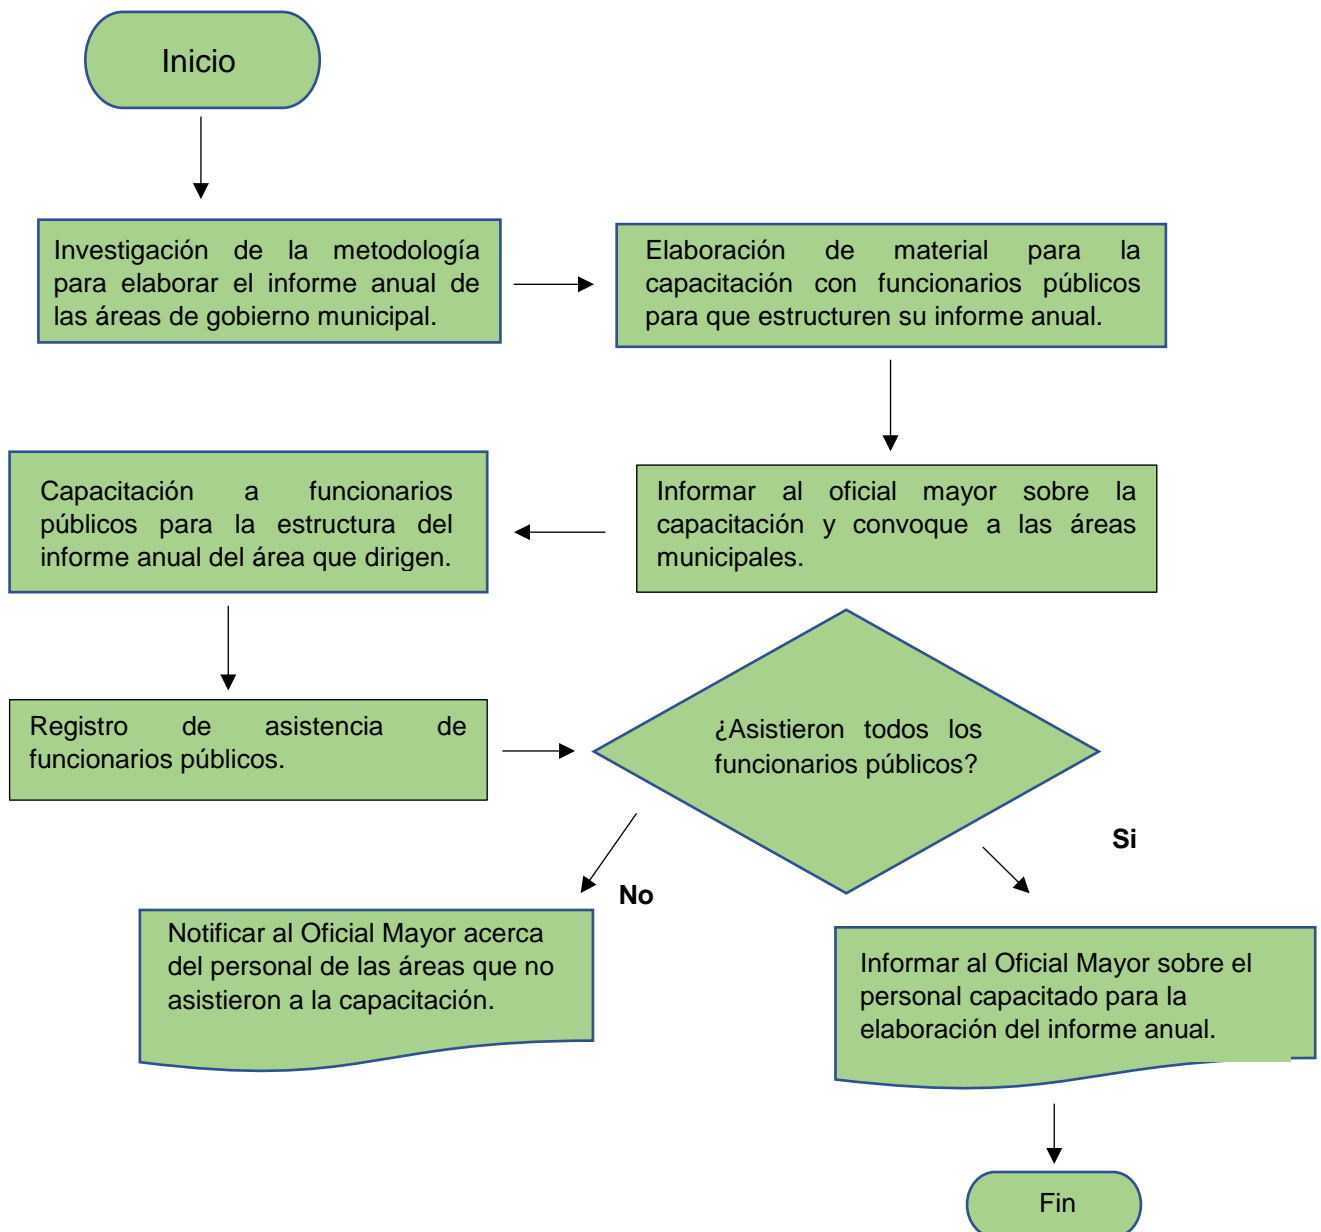 Inicio
Investigación de la metodología
para elaborar el informe anual de
las áreas de gobierno municipal.
Elaboración de material para la
capacitación con funcionarios públicos
para que estructuren su informe anual.
Informar al oficial mayor sobre la
capacitación y convoque a las áreas
municipales.
Capacitación a funcionarios
públicos para la estructura del
informe anual del área que dirigen.
Registro de asistencia de
funcionarios públicos.
¿Asistieron todos los
funcionarios públicos?
Si
No
Notificar al Oficial Mayor acerca
del personal de las áreas que no
asistieron a la capacitación.
Informar al Oficial Mayor sobre el
personal capacitado para la
elaboración del informe anual.
Fin